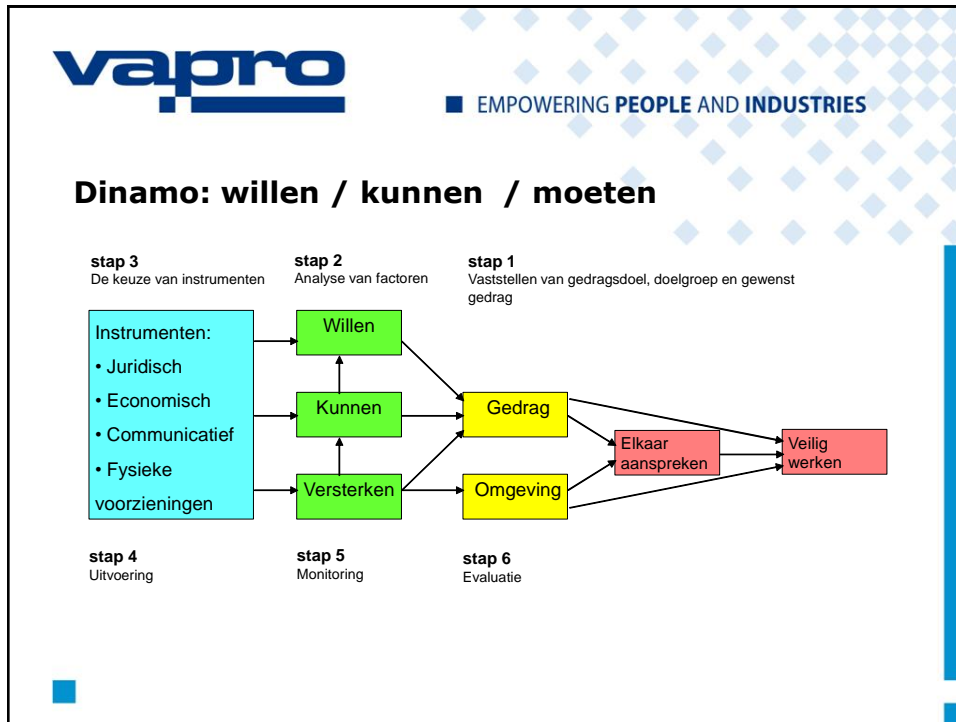 vapro
EMPOWERING PEOPLE AND INDUSTRIES
Dinamo: willen / kunnen / moeten
stap 3
De keuze van instrumenten
stap 2
Analyse van factoren
stap 1
Vaststellen van gedragsdoel, doelgroep en gewenst
gedrag
Instrumenten:
• Juridisch
• Economisch
• Communicatief
• Fysieke
voorzieningen
Willen
Kunnen
Versterken
Gedrag
Omgeving
Elkaar
aanspreken
Veilig
werken
stap 4
Uitvoering
stap 5
Monitoring
stap 6
Evaluatie